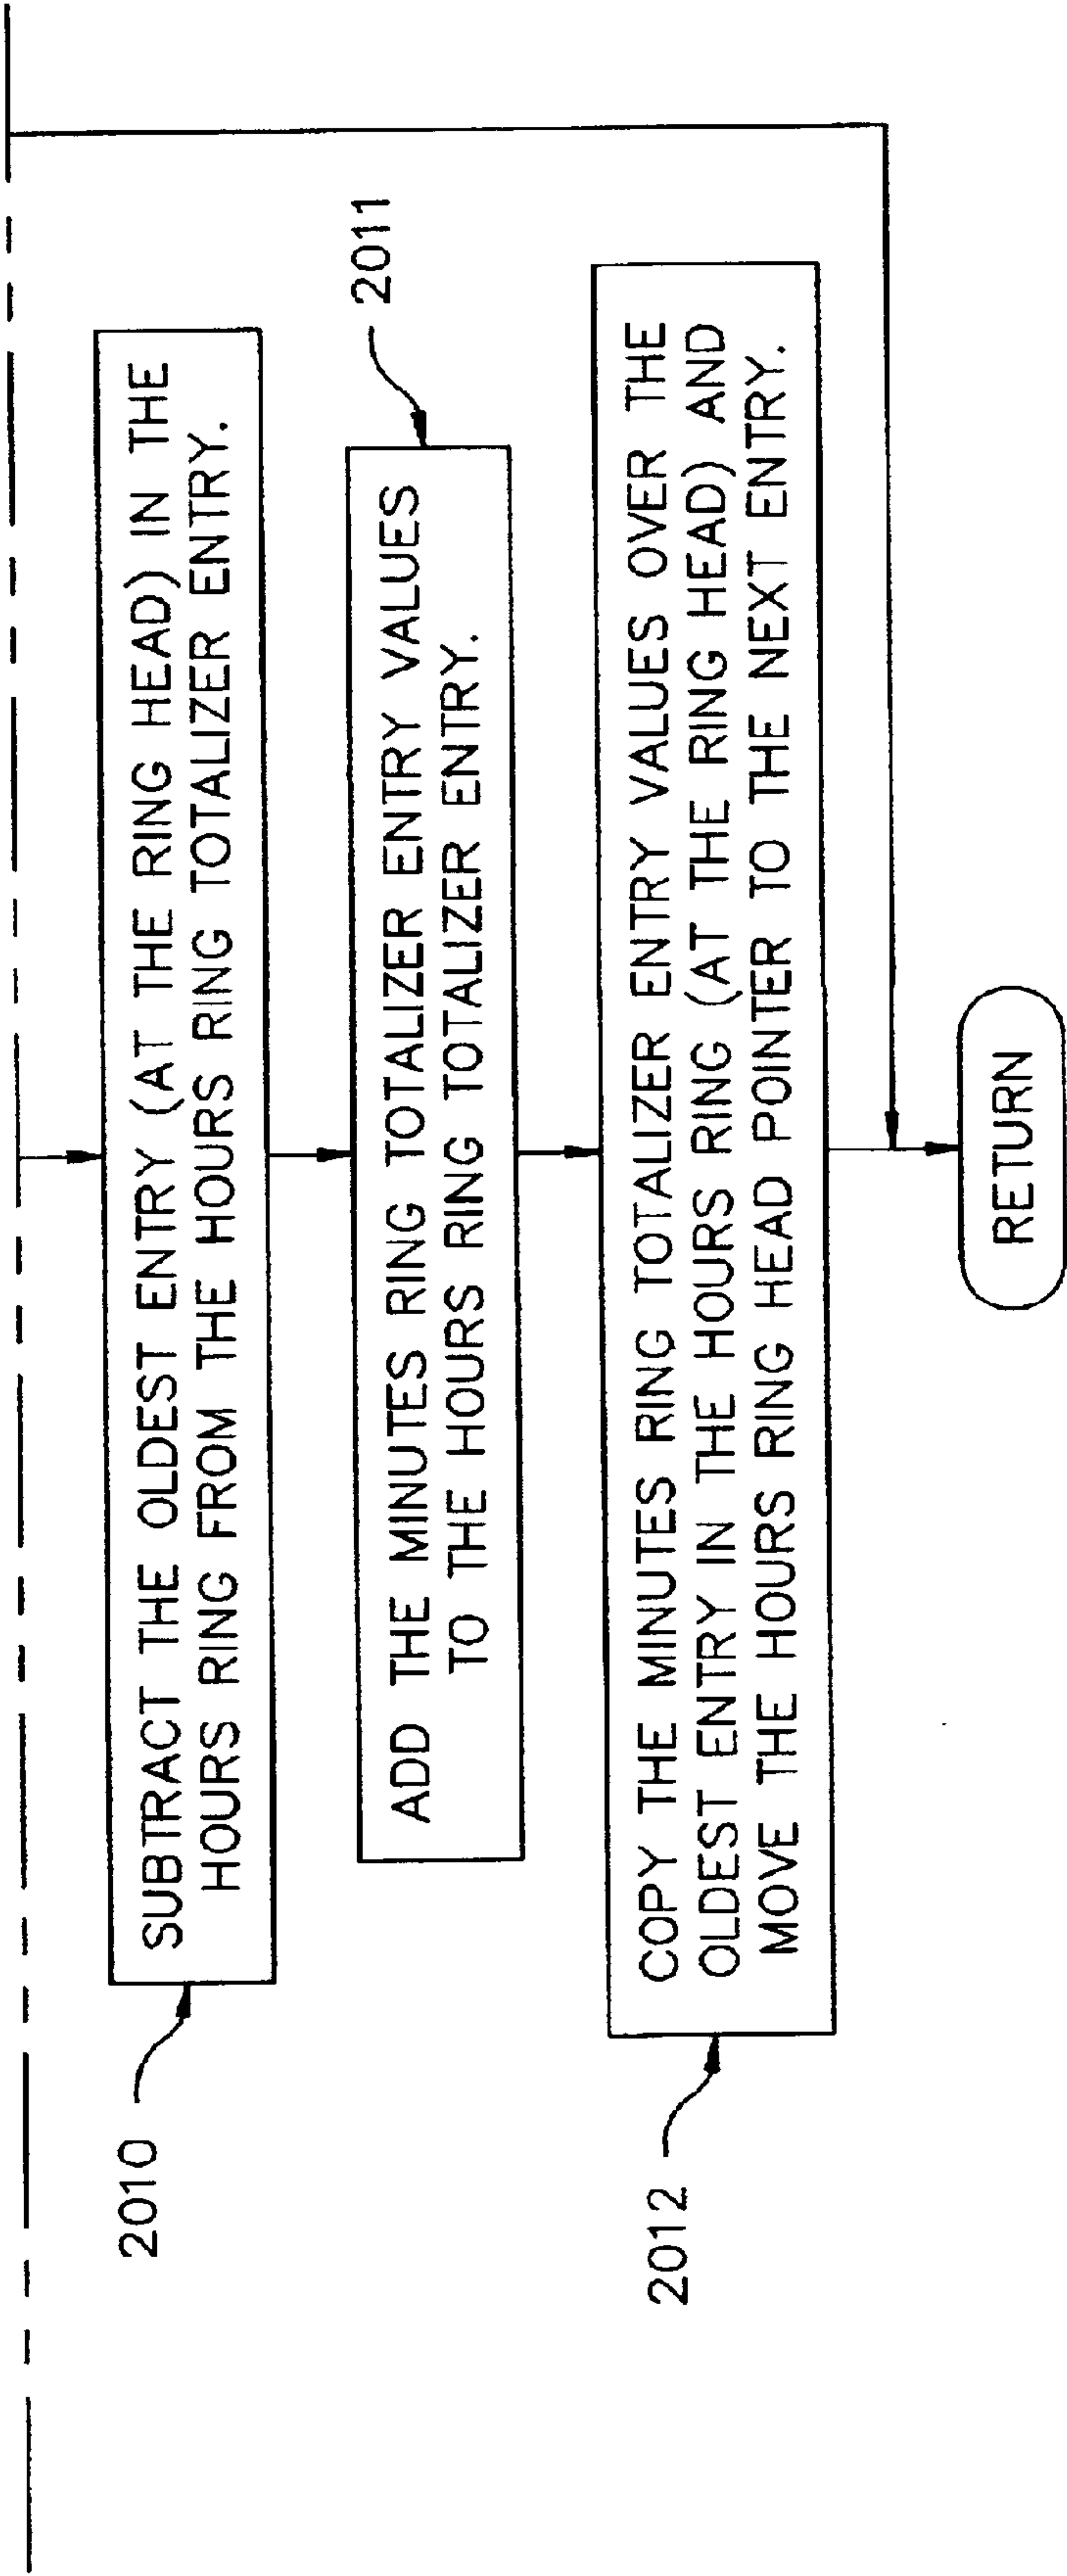 2010
SUBTRACT THE OLDEST ENTRY (AT THE RING HEAD) IN THE
HOURS RING FROM THE HOURS RING TOTALIZER ENTRY.
2011
ADD THE MINUTES RING TOTALIZER ENTRY VALUES
TO THE HOURS RING TOTALIZER ENTRY.
2012
COPY THE MINUTES RING TOTALIZER ENTRY VALUES OVER THE
OLDEST ENTRY IN THE HOURS RING (AT THE RING HEAD) AND
MOVE THE HOURS RING HEAD POINTER TO THE NEXT ENTRY.
RETURN